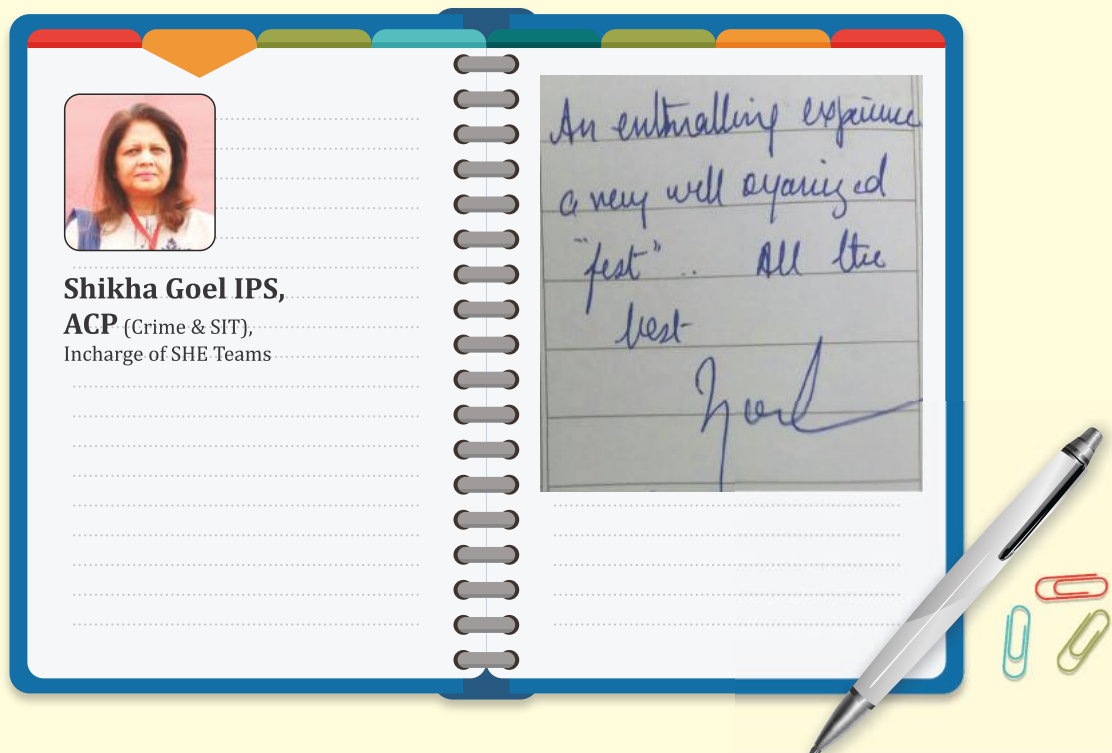 Shikha Goel IPS,
ACP (Crime & SIT),
Incharge of SHE Teams
An enthralling experience
a very well organized
"fest" .. All the
best